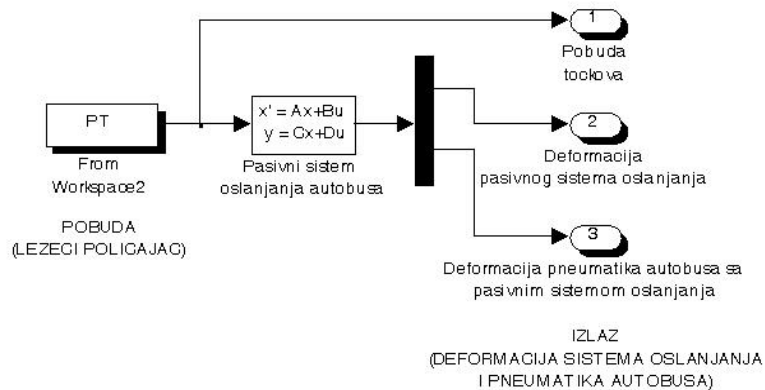 1
Pobuda
tockova
PT
From
Workspace2
x' = Ax+Bu
y = Cx+Du
Pasivni sistem
oslanjanja autobusa
2
Deformacija
pasivnog sistema oslanjanja
POBUDA
(LEZECI POLICAJAC)
3
Deformacija pneumatika autobusa sa
pasivnim sistemom oslanjanja
IZLAZ
(DEFORMACIJA SISTEMA OSLANJANJA
I PNEUMATIKA AUTOBUSA)